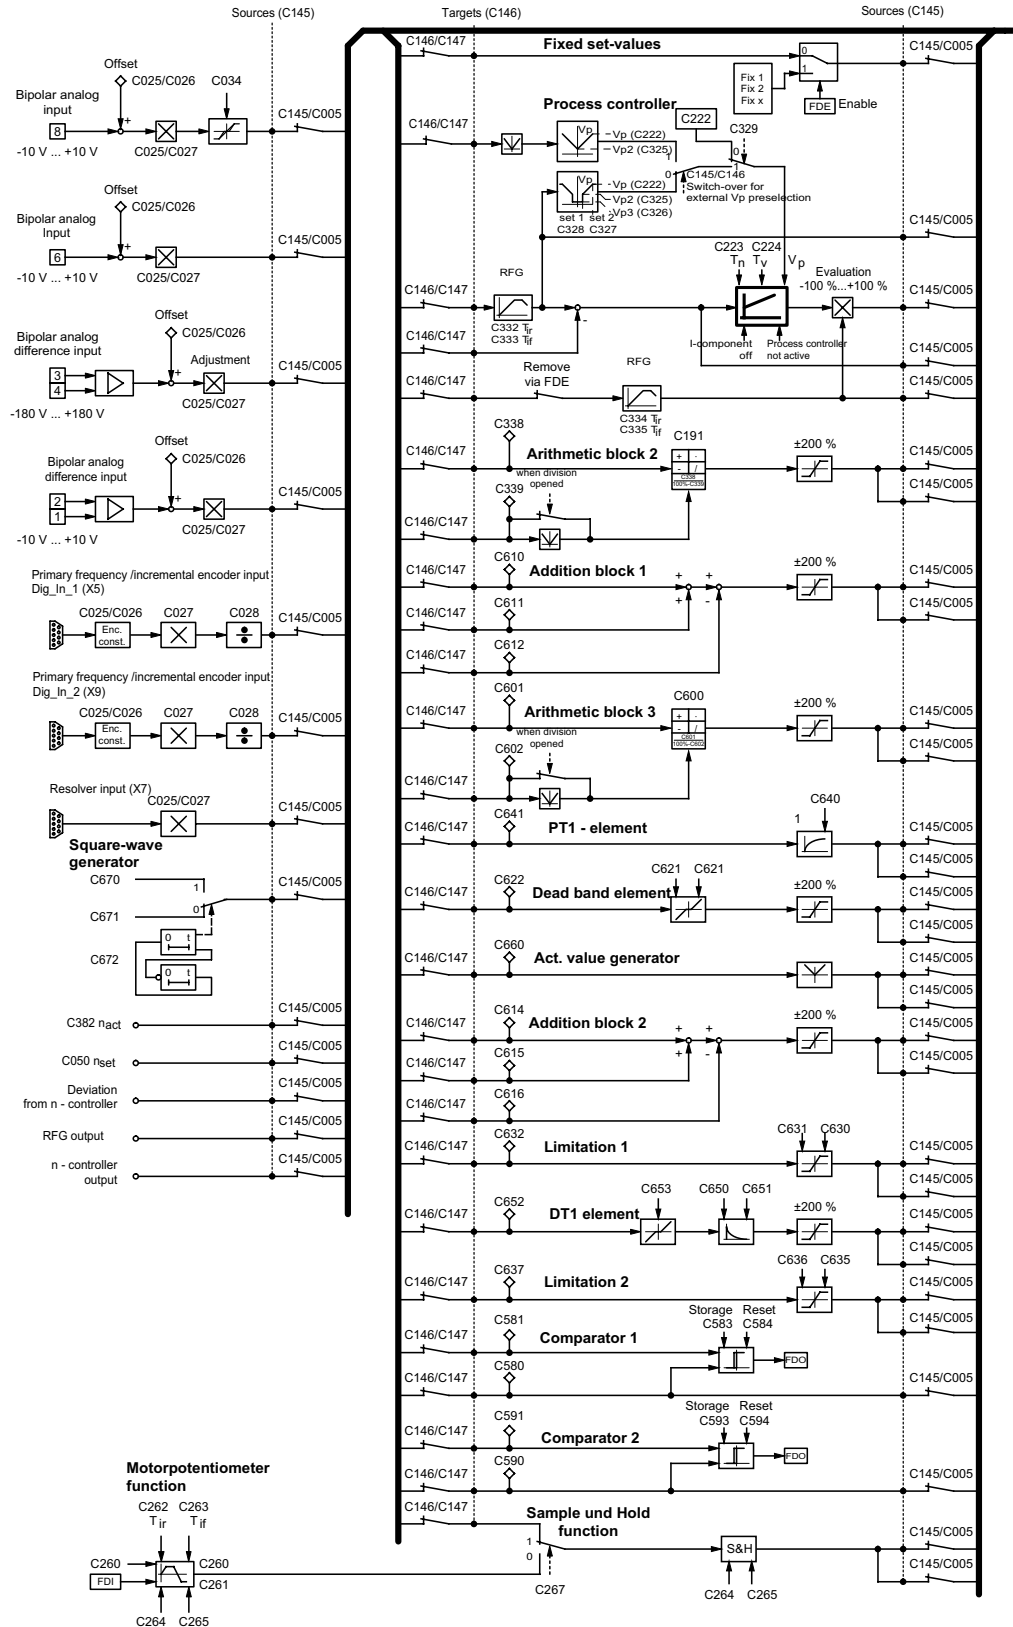 Sources (C145)
Targets (C146)
Sources (C145)
Offset
C025/C026
C034
Bipolar analog
input
8
+
C145/C005
-10 V ... +10 V
C025/C027
Offset
C025/C026
Bipolar analog
Input
6
+
C145/C005
-10 V ... +10 V
C025/C027
Offset
C025/C026
Bipolar analog
difference input
Adjustment
3
4
+
C145/C005
C025/C027
-180 V ... +180 V
Offset
C025/C026
Bipolar analog
difference input
2
1
+
C145/C005
C025/C027
-10 V ... +10 V
Primary frequency /incremental encoder input
Dig_In_1 (X5)
C025/C026
C027
C028
C145/C005
Enc.
const.
Primary frequency /incremental encoder input
Dig_In_2 (X9)
C025/C026
C027
C028
C145/C005
Enc.
const.
Resolver input (X7)
C025/C027
C145/C005
Square-wave
generator
C670
1
C145/C005
C671
0
C672
0 t
0 t
C382 nact
C145/C005
C050 nset
C145/C005
Deviation
from n - controller
C145/C005
RFG output
C145/C005
n - controller
output
C145/C005
Motorpotentiometer
function
C262
Tir
C263
Tif
C260
FDI
C260
C261
C264
C265
C146/C147
Fixed set-values
0
1
C145/C005
Fix 1
Fix 2
Fix x
FDE
Enable
Process controller
C146/C147
Vp
Vp (C222)
Vp2 (C325)
C222
C329
0
1
1
0
C145/C146
Switch-over for
external Vp preselection
Vp
Vp (C222)
Vp2 (C325)
Vp3 (C326)
set 1 set 2
C328 C327
C145/C005
C223
Tn
C224
Tv
Vp
Evaluation
-100 %...+100 %
RFG
C146/C147
C332 Tir
C333 Tif
-
C145/C005
I-component
off
Process controller
not active
C146/C147
C145/C005
Remove
via FDE
RFG
C146/C147
C334 Tir
C335 Tif
C145/C005
C338
C146/C147
Arithmetic block 2
C191
+ ·
- /
C338
100%-C339
±200 %
C145/C005
C145/C005
when division
opened
C339
C146/C147
C610
C146/C147
Addition block 1
+
+
+
-
±200 %
C145/C005
C145/C005
C611
C146/C147
C612
C146/C147
C601
C146/C147
Arithmetic block 3
C600
+ ·
- /
C601
100%-C602
±200 %
C145/C005
C145/C005
when division
opened
C602
C146/C147
C641
C146/C147
PT1 - element
1
C640
C145/C005
C145/C005
C622
C146/C147
Dead band element
C621
C621
±200 %
C145/C005
C145/C005
C660
C146/C147
Act. value generator
C145/C005
C145/C005
C614
C146/C147
Addition block 2
+
+
+
-
±200 %
C145/C005
C145/C005
C615
C146/C147
C616
C146/C147
C632
C146/C147
Limitation 1
C631
C630
C145/C005
C145/C005
C652
C146/C147
DT1 element
C653
C650
C651
±200 %
C145/C005
C145/C005
C637
C146/C147
Limitation 2
C636
C635
C145/C005
C145/C005
C581
C146/C147
Comparator 1
Storage
C583
Reset
C584
FDO
C580
C146/C147
C145/C005
C591
C146/C147
Comparator 2
Storage
C593
Reset
C594
FDO
C590
C146/C147
C145/C005
C146/C147
Sample und Hold
function
1
0
C267
S&H
C264
C265
C145/C005
C145/C005